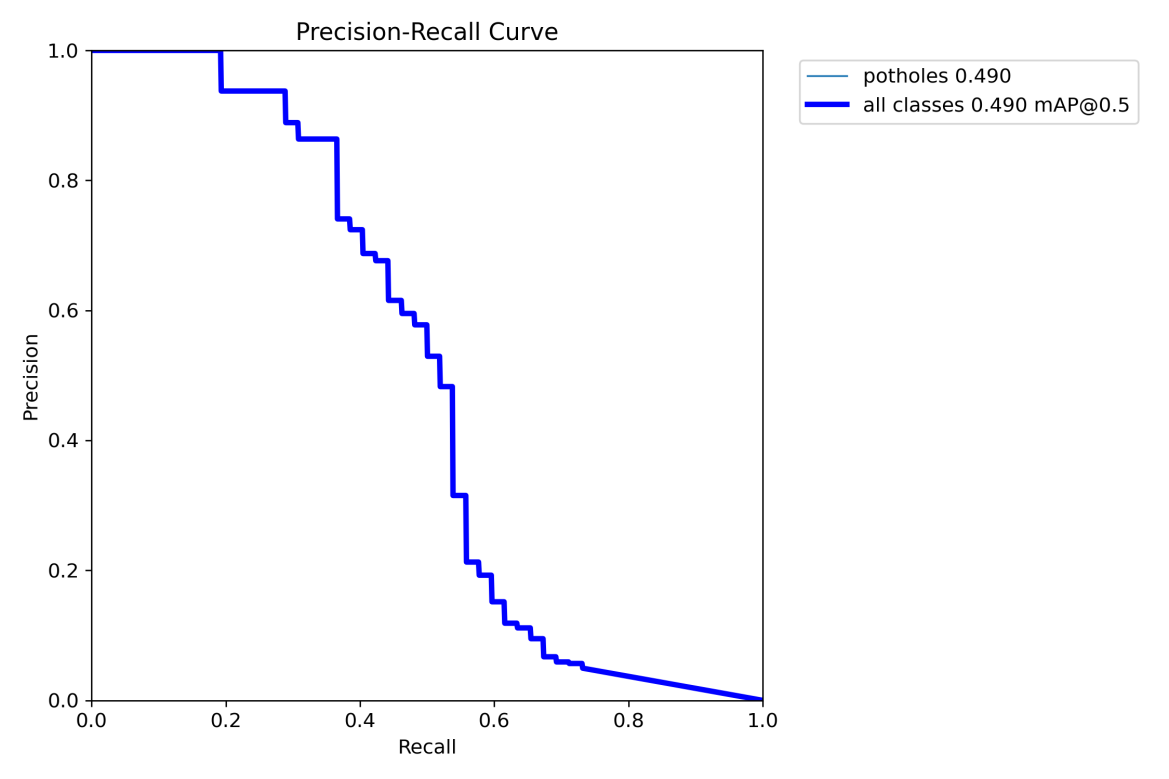 Precision-Recall Curve
1.0
0.8
0.6
0.4
0.2
0.0
Precision
0.0 0.2 0.4 0.6 0.8 1.0
Recall
potholes 0.490
all classes 0.490 mAP@0.5